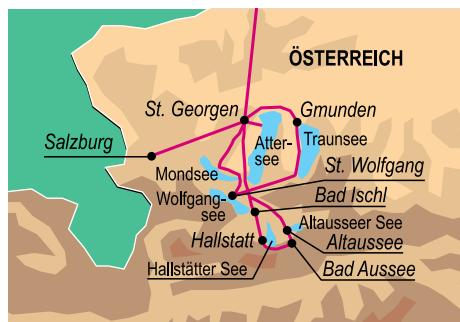 ÖSTERREICH
St. Georgen
Gmunden
Salzburg
Atter-
see
Traunsee
Mondsee
St. Wolfgang
Wolfgang-
see
Bad Ischl
Altausseer See
Hallstatt
Altaussee
Hallstätter See
Bad Aussee